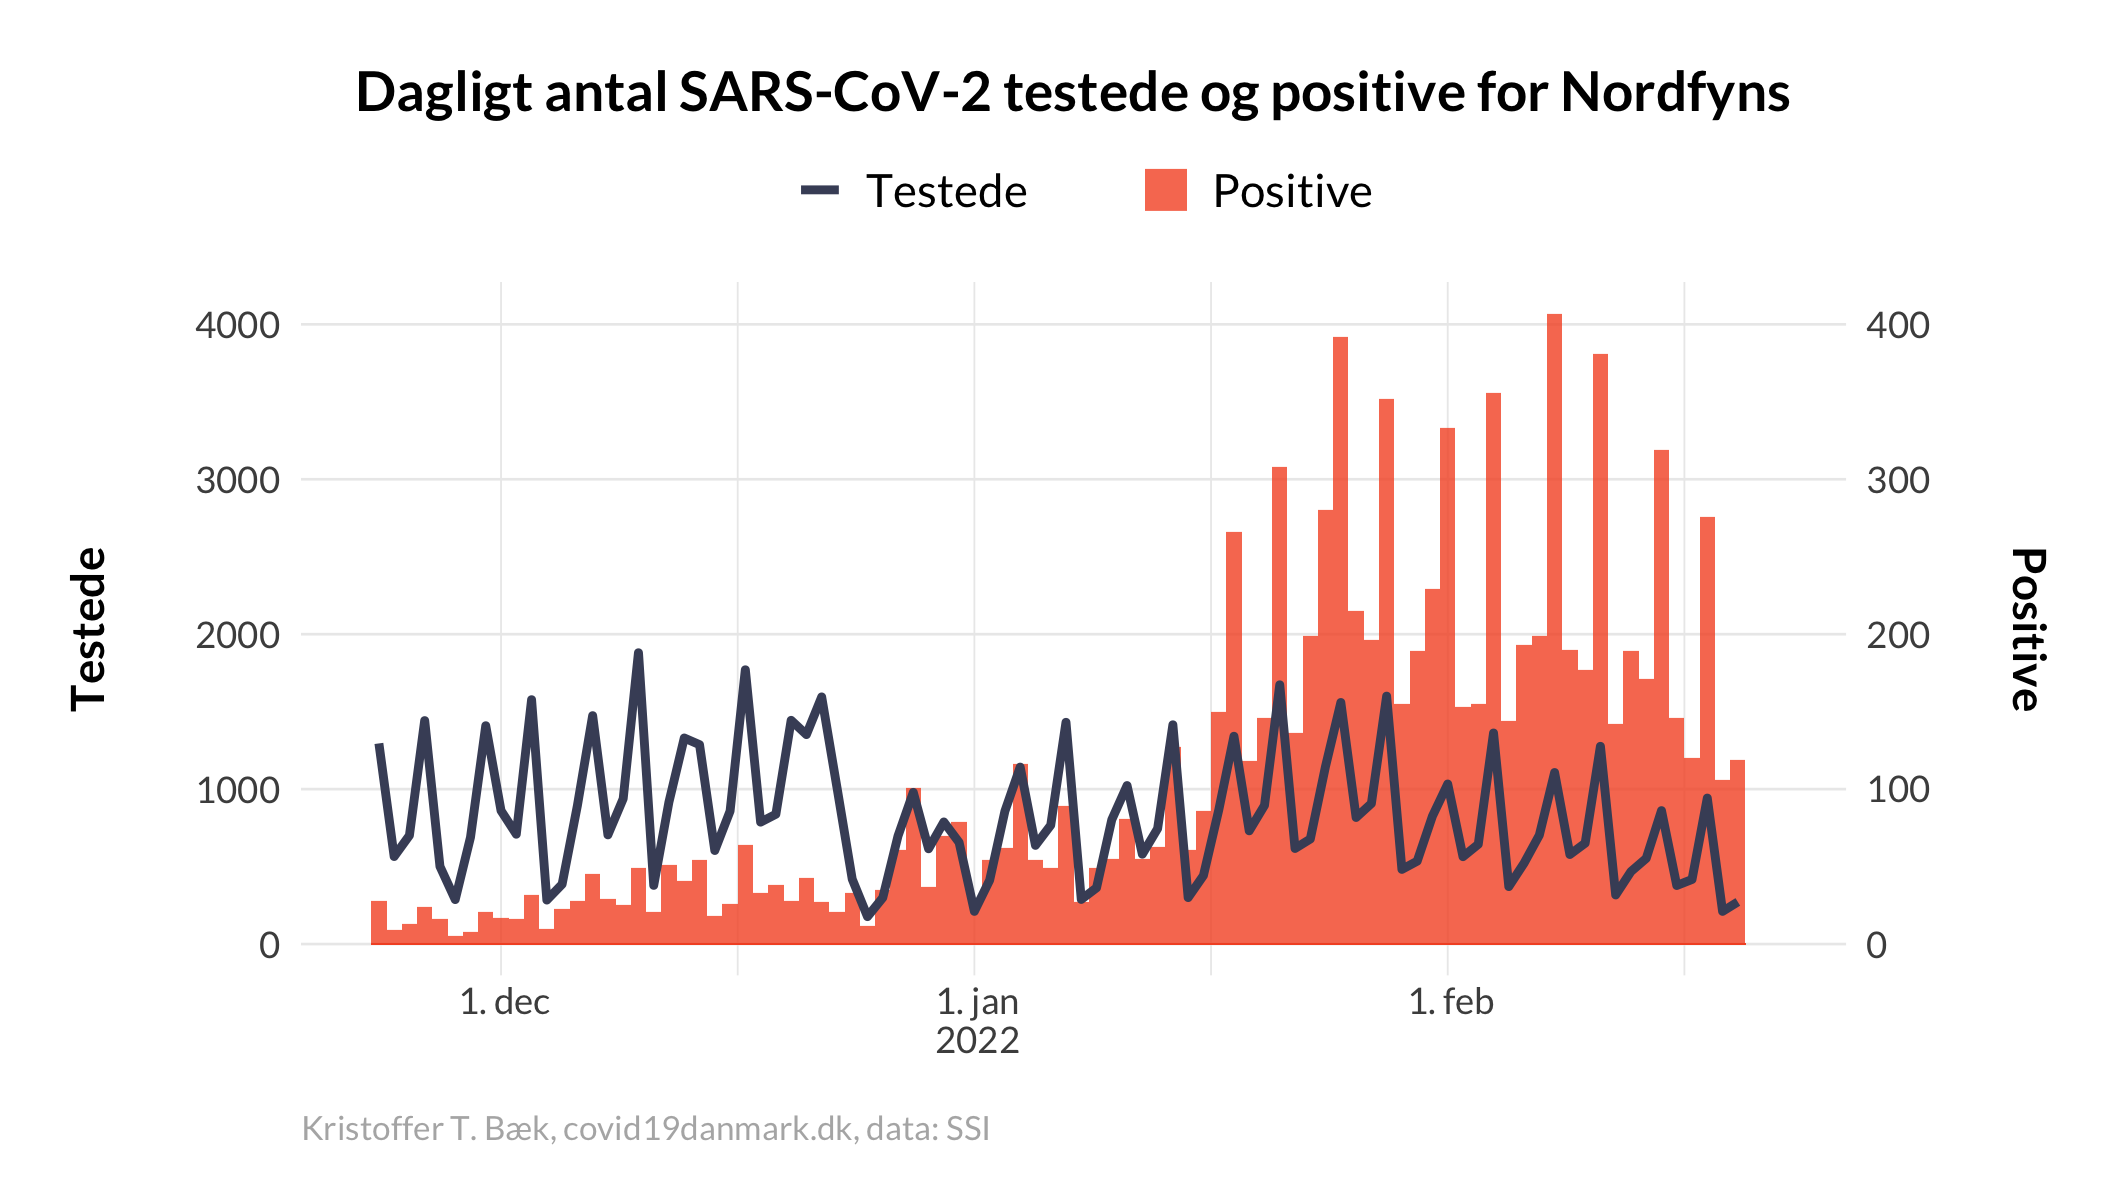 Dagligt antal SARS-CoV-2 testede og positive for Nordfyns
Testede
Positive
4000
3000
2000
1000
0
Testede
400
300
200
100
0
Positive
1. dec
1. jan
2022
1. feb
Kristoffer T. Bæk, covid19danmark.dk, data: SSI